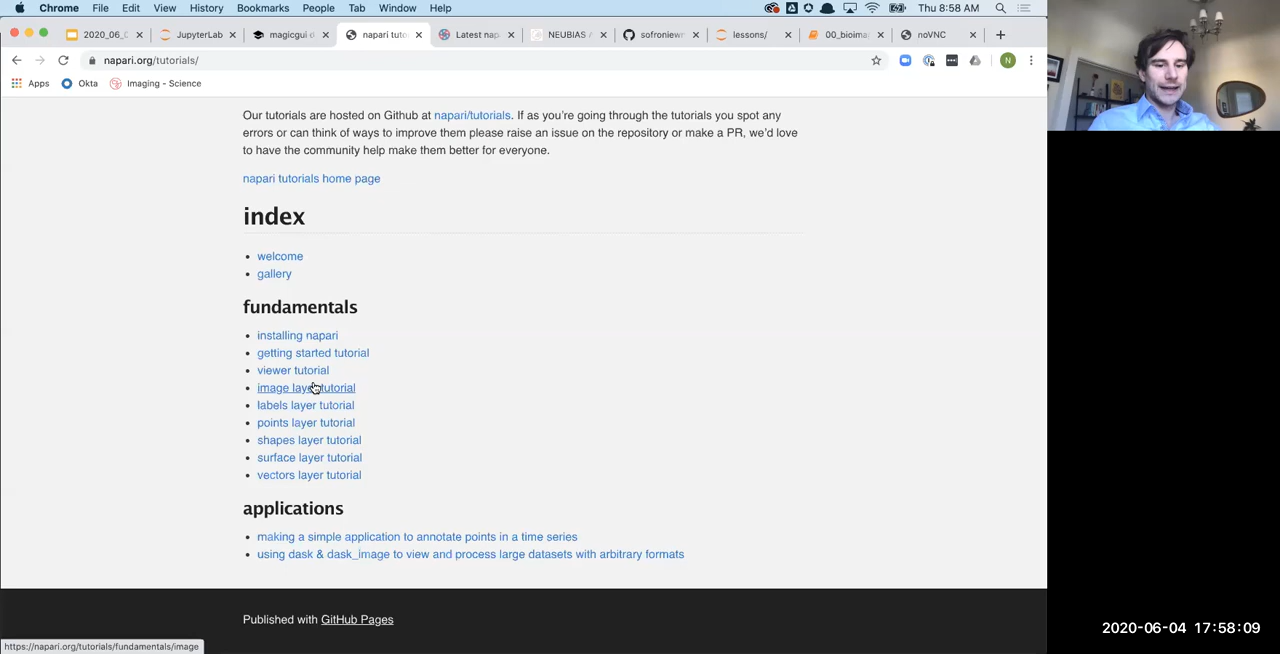 Chrome File Edit View History Bookmarks People Tab Window Help Thu 8:58 AM
2020_06_0 JupyterLab magicgui d napari tuto Latest nap NEUBIAS A sofroniewn lessons/ 00_bioima noVNC
napari.org/tutorials/ N
Apps Okta Imaging - Science
Our tutorials are hosted on Github at napari/tutorials. If as you're going through the tutorials you spot any
errors or can think of ways to improve them please raise an issue on the repository or make a PR, we'd love
to have the community help make them better for everyone.
napari tutorials home page
index
welcome
gallery
fundamentals
installing napari
getting started tutorial
viewer tutorial
image layer tutorial
labels layer tutorial
points layer tutorial
shapes layer tutorial
surface layer tutorial
vectors layer tutorial
applications
making a simple application to annotate points in a time series
using dask & dask_image to view and process large datasets with arbitrary formats
Published with GitHub Pages
https://napari.org/tutorials/fundamentals/image
2020-06-04 17:58:09